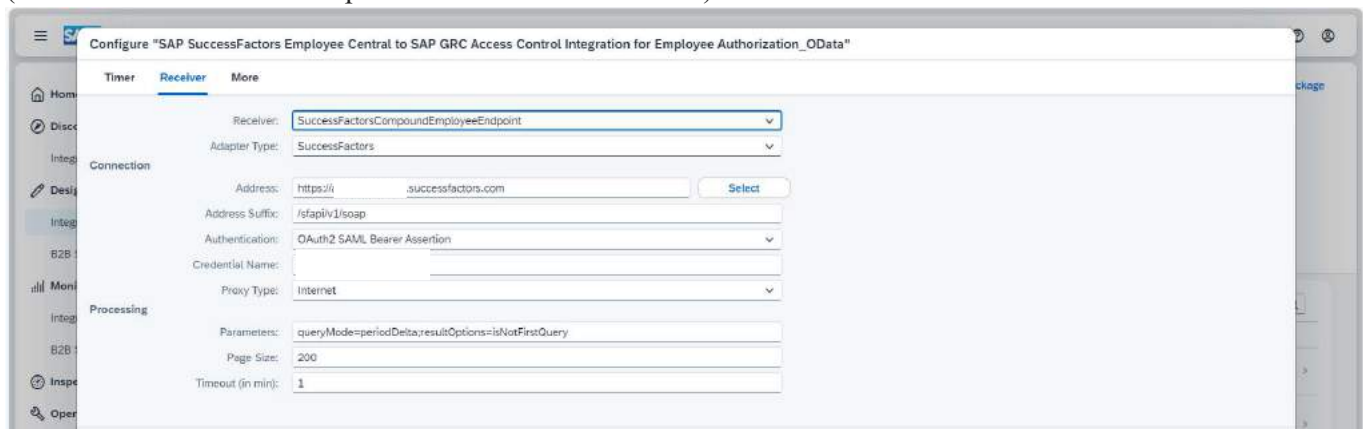 Configure "SAP SuccessFactors Employee Central to SAP GRC Access Control Integration for Employee Authorization_OData"
Timer Receiver More
ckage
Hom
Disco
Integ
Desig
Integ
B2B
Moni
Integ
B2B
Inspe
Oper
Receiver: SuccessFactorsCompoundEmployeeEndpoint
Adapter Type: SuccessFactors
Connection
Address: https:// .successfactors.com Select
Address Suffix: /sfapi/v1/soap
Authentication: OAuth2 SAML Bearer Assertion
Credential Name:
Proxy Type: Internet
Processing
Parameters: queryMode=periodDelta;resultOptions=isNotFirstQuery
Page Size: 200
Timeout (in min): 1